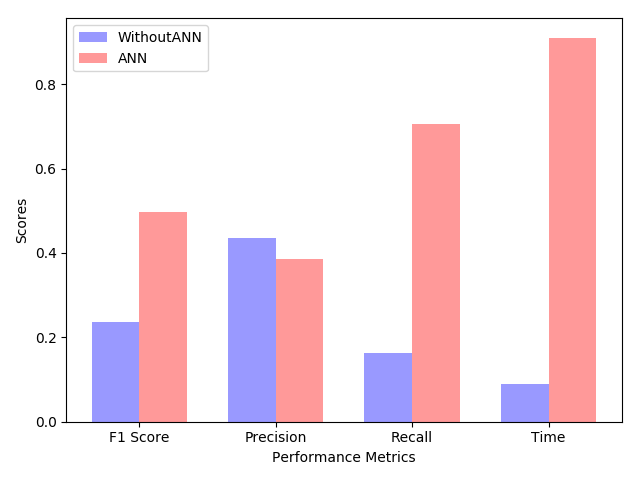 WithoutANN
ANN
Scores
0.8
0.6
0.4
0.2
0.0
F1 Score Precision Recall Time
Performance Metrics